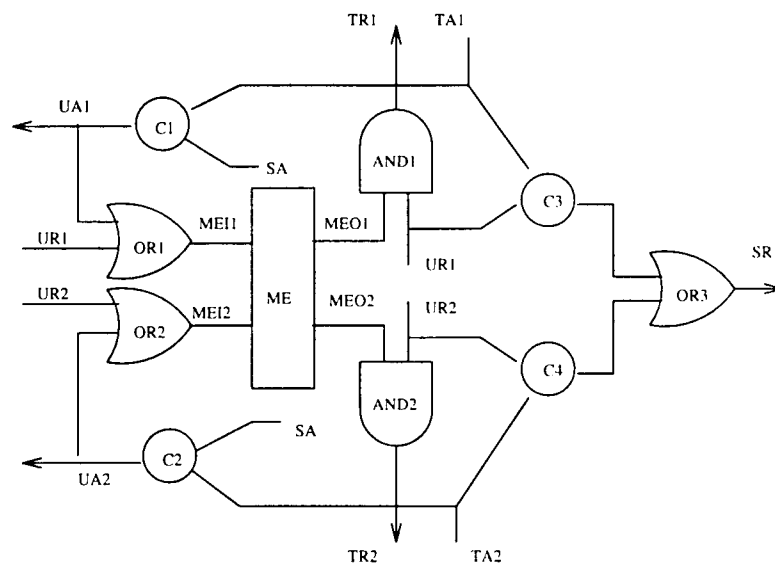 TR1 TA1
UA1
C1
SA
AND1
C3
UR1
OR1
MEI1
MEO1
UR1
SR
UR2
OR2
MEI2
ME
MEO2
UR2
OR3
AND2
C4
SA
C2
UA2
TR2
TA2